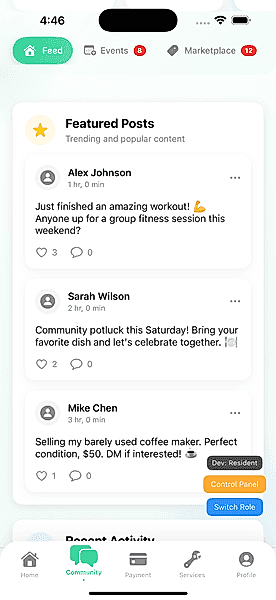 4:46
Feed
Events 8
Marketplace 12
Featured Posts
Trending and popular content
Alex Johnson
1 hr, 0 min
Just finished an amazing workout! 💪
Anyone up for a group fitness session this
weekend?
3 0
Sarah Wilson
2 hr, 0 min
Community potluck this Saturday! Bring your
favorite dish and let's celebrate together. 🍽️
2 0
Mike Chen
3 hr, 0 min
Selling my barely used coffee maker. Perfect
condition, $50. DM if interested! ☕
1 0
Dev: Resident
Control Panel
Switch Role
Recent Activity
Home
Community
Payment
Services
Profile